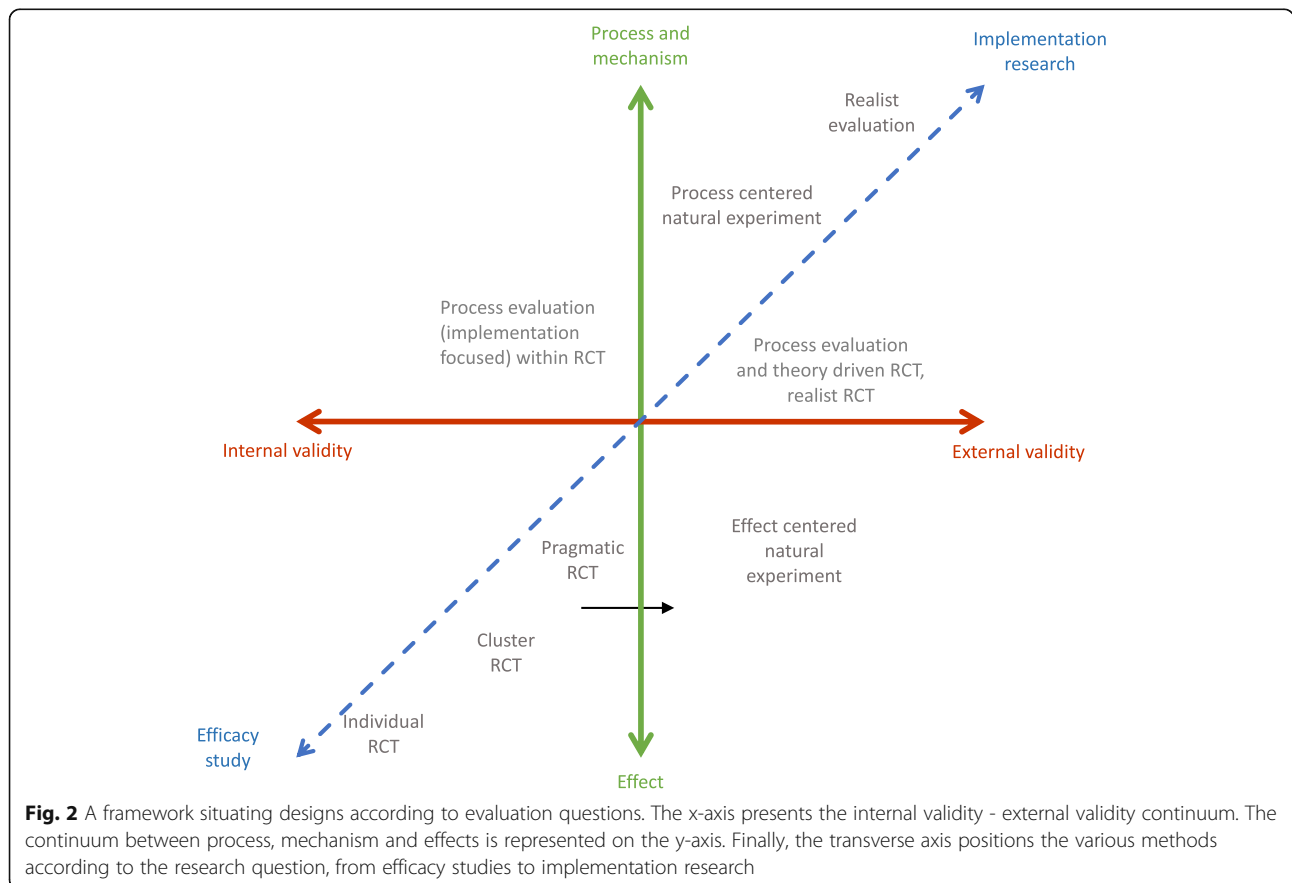 Process and
mechanism
Implementation
research
Realist
evaluation
Process centered
natural experiment
Process evaluation
(implementation
focused) within RCT
Process evaluation
and theory driven RCT,
realist RCT
Internal validity
External validity
Pragmatic
RCT
Effect centered
natural
experiment
Cluster
RCT
Individual
RCT
Efficacy
study
Effect
Fig. 2 A framework situating designs according to evaluation questions. The x-axis presents the internal validity - external validity continuum. The
continuum between process, mechanism and effects is represented on the y-axis. Finally, the transverse axis positions the various methods
according to the research question, from efficacy studies to implementation research